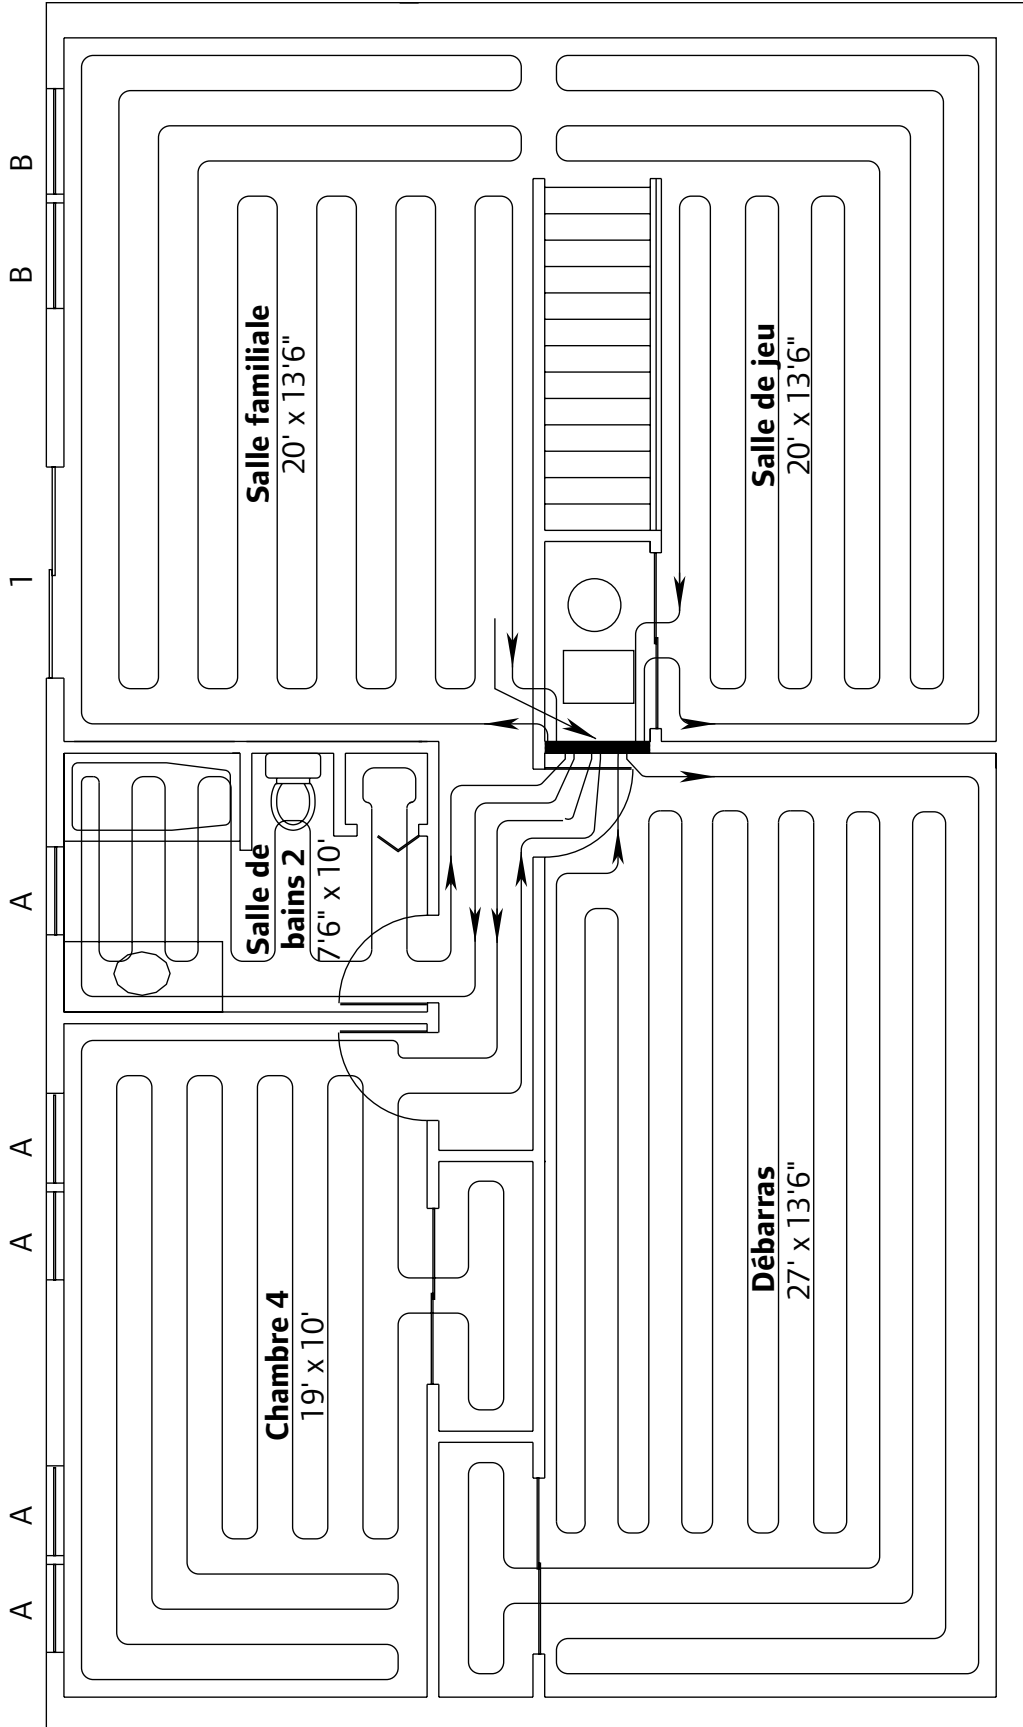 A
A
A
A
A
1
B
B
Chambre 4
19' x 10'
Salle de
bains 2
7'6" x 10'
Salle familiale
20' x 13'6"
Débarras
27' x 13'6"
Salle de jeu
20' x 13'6"